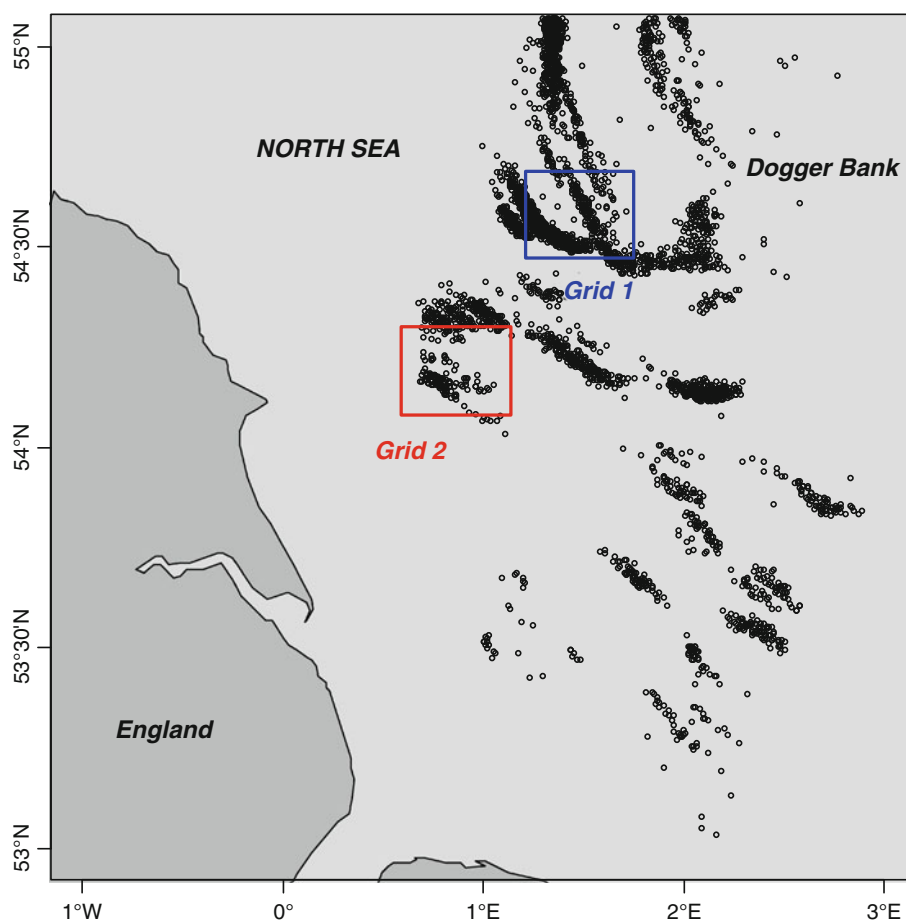 55°N
NORTH SEA
Dogger Bank
54°30'N
Grid 1
Grid 2
54°N
53°30'N
England
53°N
1°W 0° 1°E 2°E 3°E